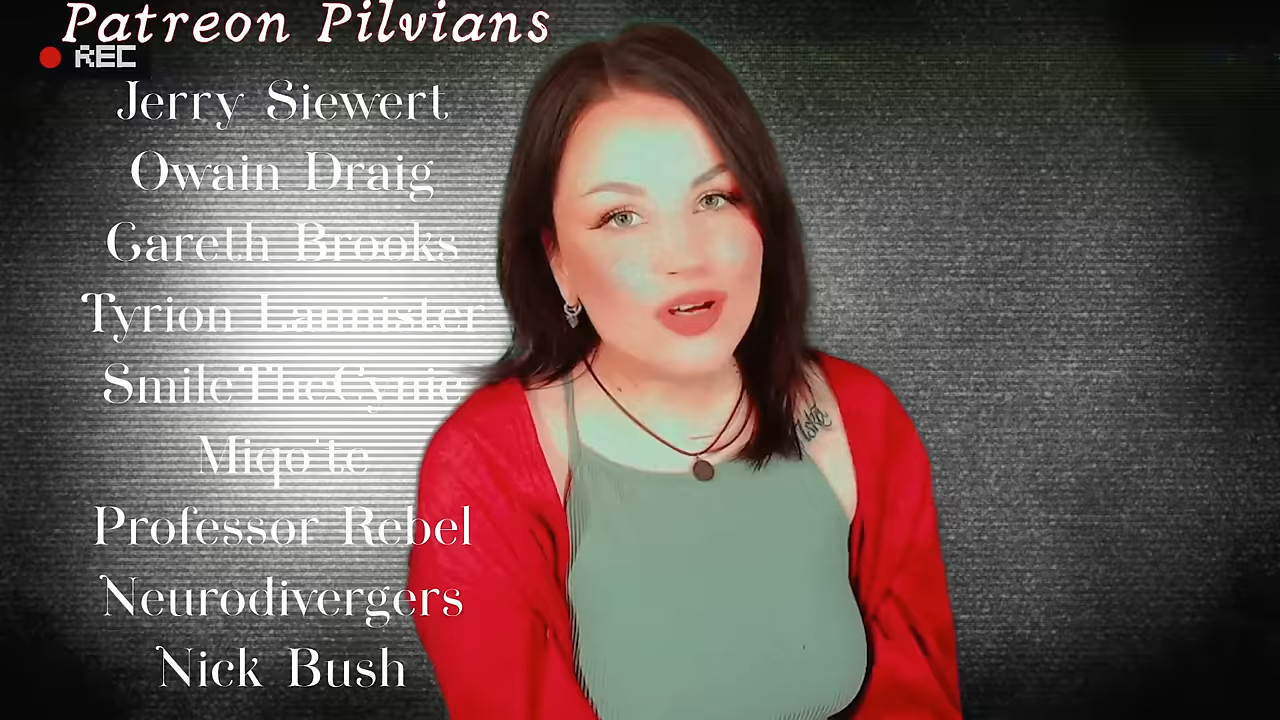 Patreon Pilvians
REC
Jerry Siewert
Owain Draig
Gareth Brooks
Tyrion Lannister
SmileTheCynic
Miqo'te
Professor Rebel
Neurodivergers
Nick Bush